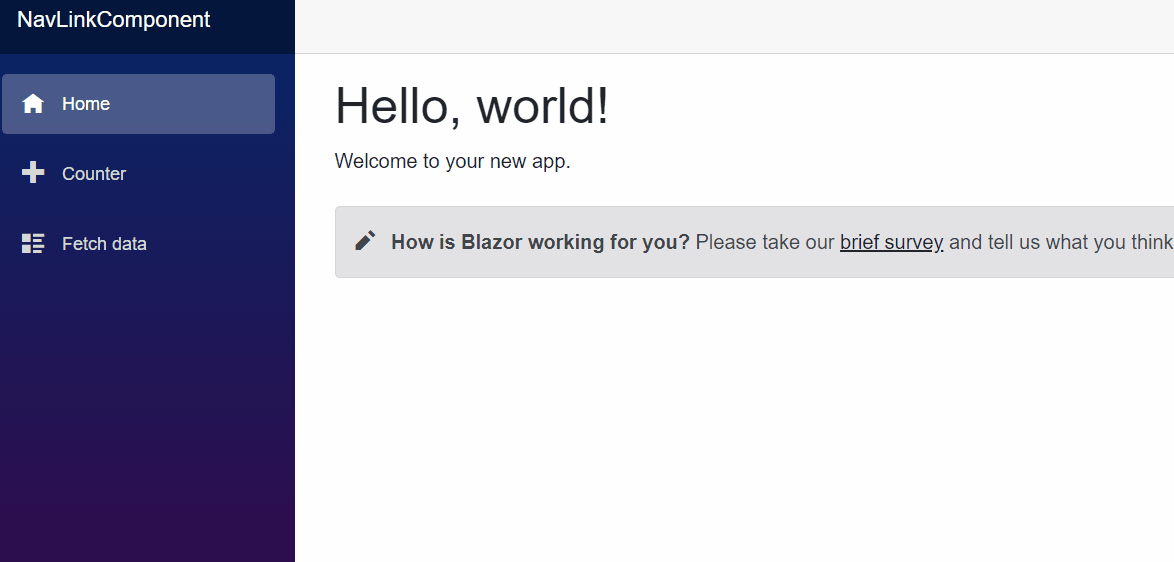 NavLinkComponent
Home
Counter
Fetch data
Hello, world!
Welcome to your new app.
How is Blazor working for you? Please take our brief survey and tell us what you think